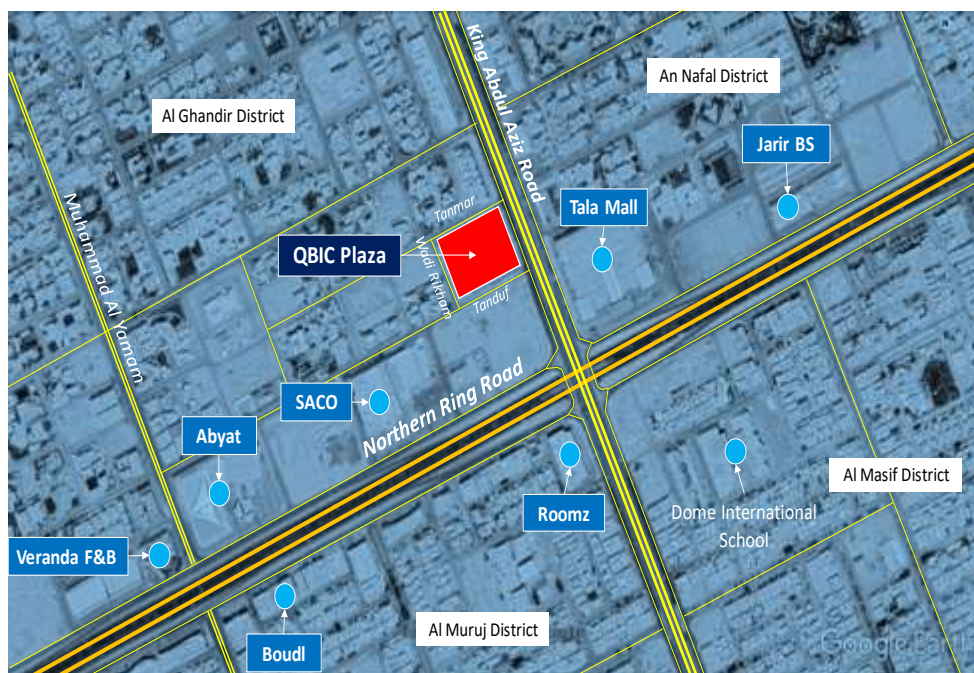 King Abdul Aziz Road
An Nafal District
Al Ghandir District
Jarir BS
Muhammad Al Yamam
Tala Mall
Tanmar
QBIC Plaza
Wadi Rikham
Tanduf
Northern Ring Road
SACO
Abyat
Al Masif District
Roomz
Dome International
School
Veranda F&B
Al Muruj District
Boudl
Google Earth